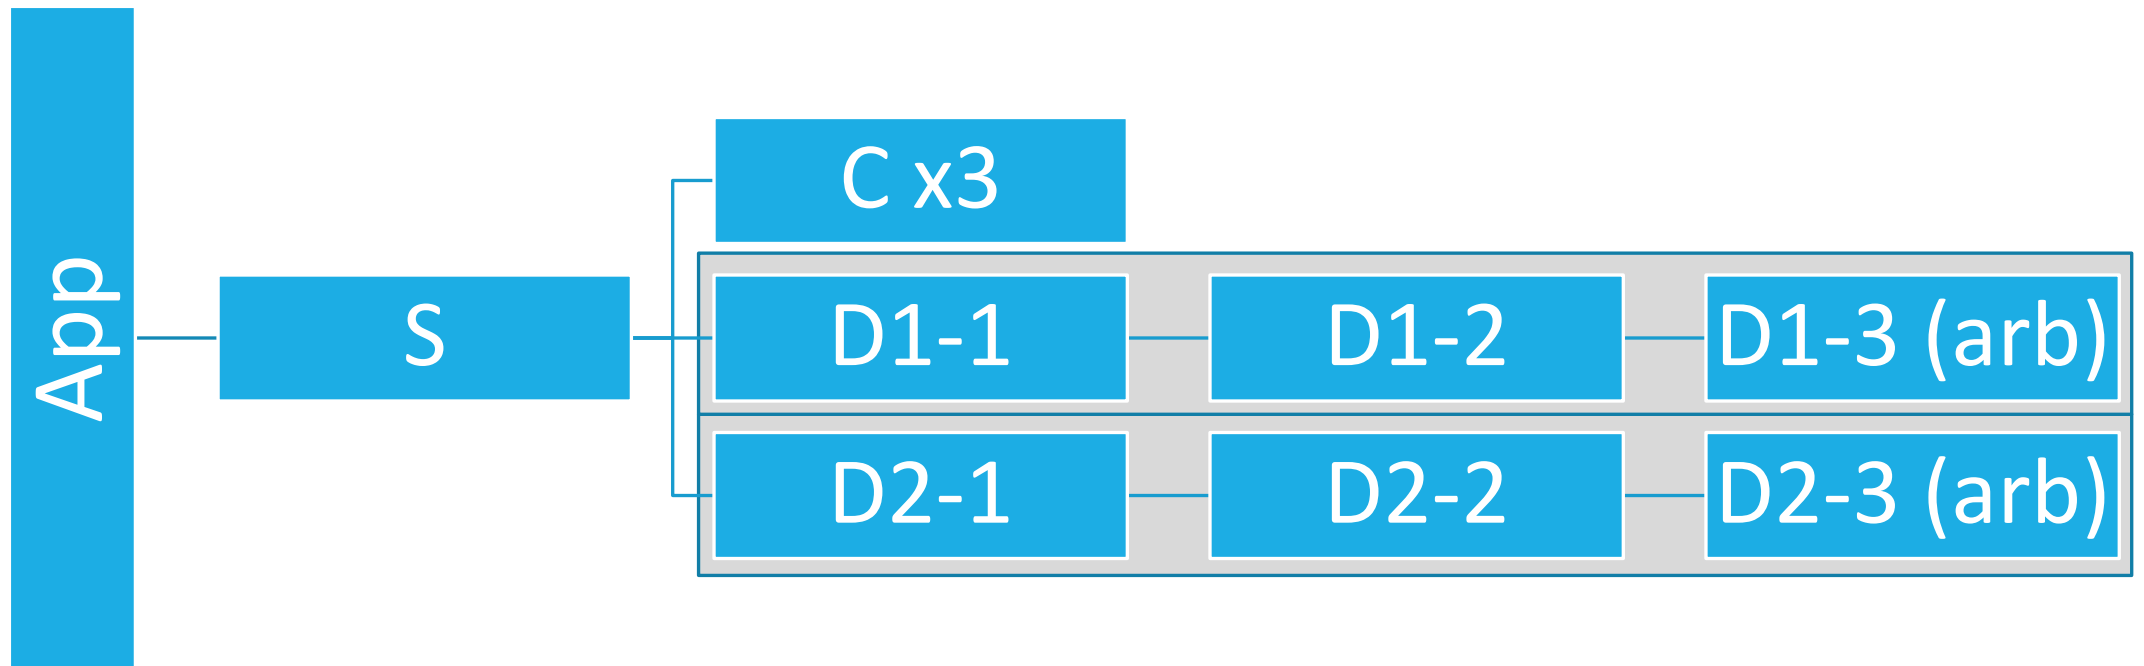 App
S
C x3
D1-1
D1-2
D1-3 (arb)
D2-1
D2-2
D2-3 (arb)